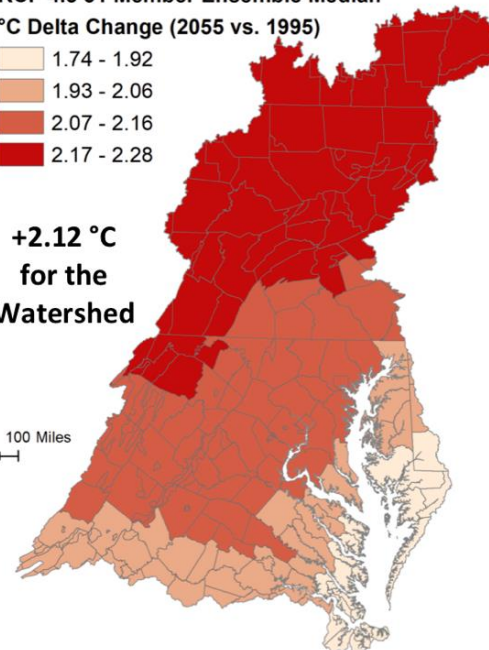 °C Delta Change (2055 vs. 1995)
1.74 - 1.92
1.93 - 2.06
2.07 - 2.16
2.17 - 2.28
+2.12 °C
for the
Watershed
100 Miles